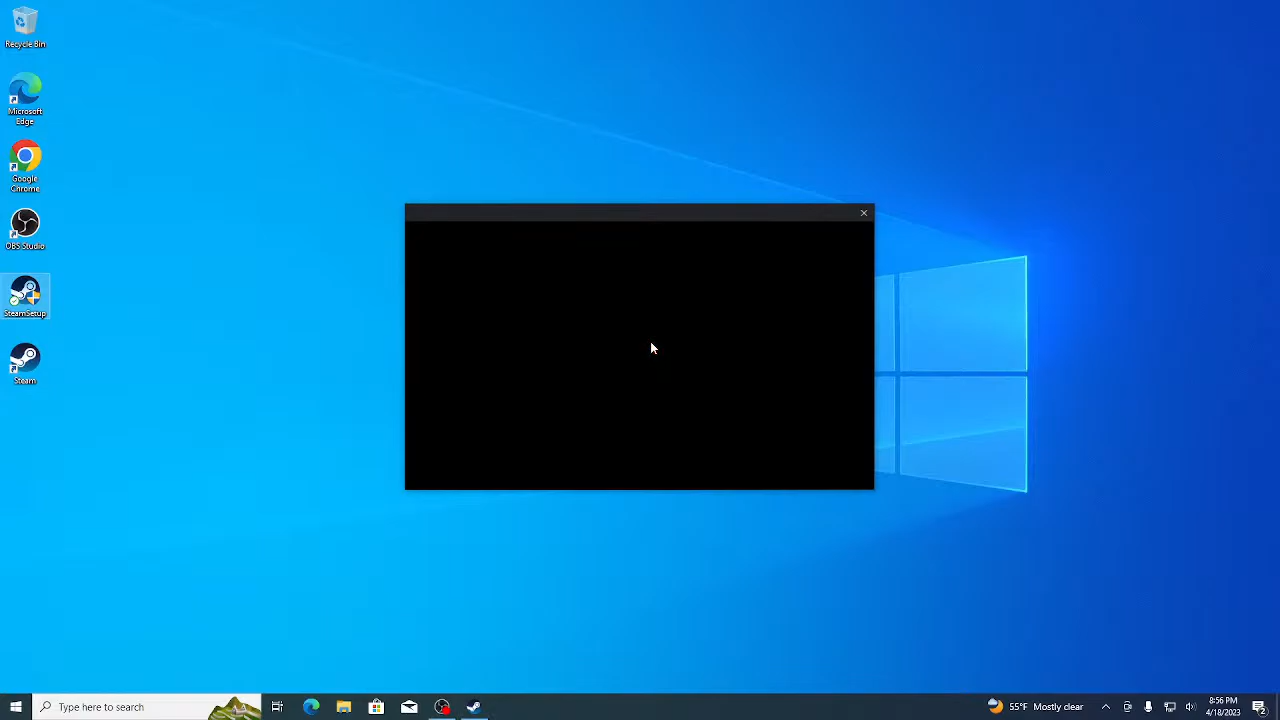 Recycle Bin
Microsoft
Edge
Google
Chrome
OBS Studio
SteamSetup
Steam
Type here to search
55°F Mostly clear
8:56 PM
4/18/2023
2